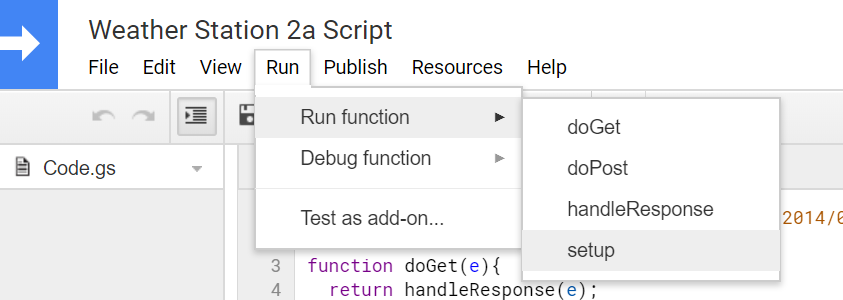 Weather Station 2a Script
File Edit View Run Publish Resources Help
Run function
Debug function
Test as add-on...
doGet
doPost
handleResponse
setup
Code.gs
2014/0
3 function doGet(e){
4 return handleResponse(e);